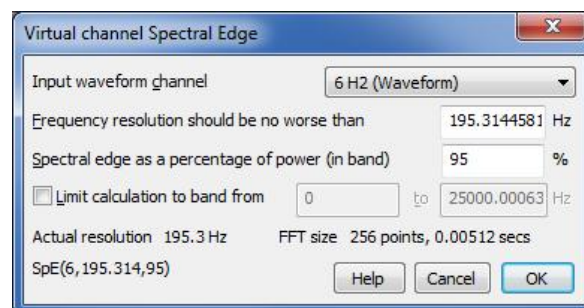 Virtual channel Spectral Edge
Input waveform channel 6 H2 (Waveform)
Frequency resolution should be no worse than 195.3144581 Hz
Spectral edge as a percentage of power (in band) 95 %
Limit calculation to band from 0 to 25000.00063 Hz
Actual resolution 195.3 Hz FFT size 256 points, 0.00512 secs
SpE(6,195.314,95) Help Cancel OK